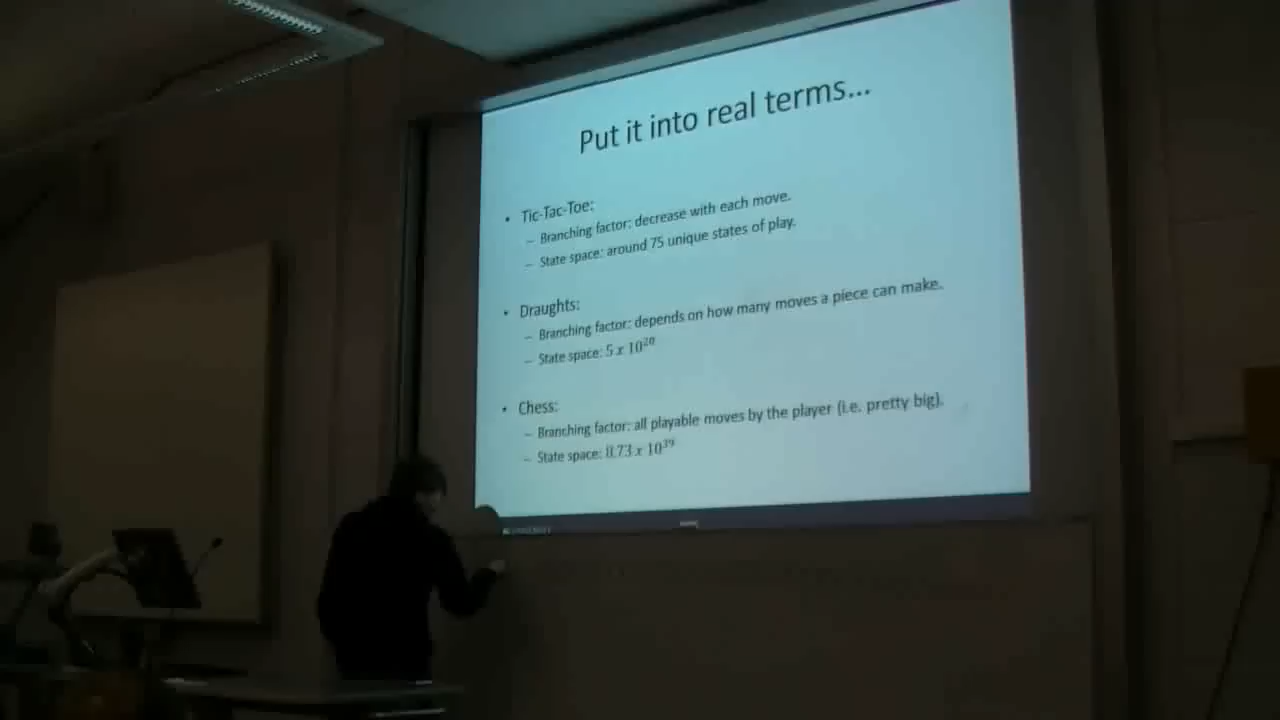 Put it into real terms...
• Tic-Tac-Toe:
– Branching factor: decrease with each move.
– State space: around 75 unique states of play.
• Draughts:
– Branching factor: depends on how many moves a piece can make.
– State space: 5 x 10²⁰
• Chess:
– Branching factor: all playable moves by the player (i.e. pretty big).
– State space: 8.73 x 10³⁹